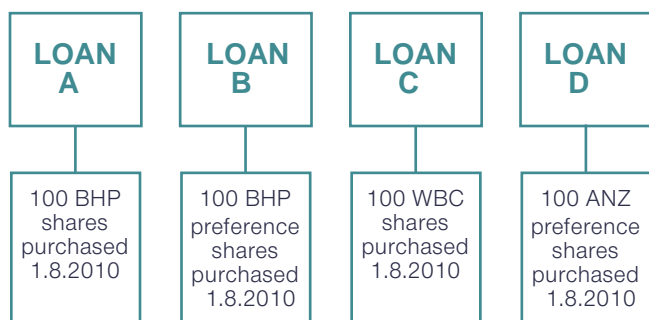 LOAN
A
LOAN
B
LOAN
C
LOAN
D
100 BHP
shares
purchased
1.8.2010
100 BHP
preference
shares
purchased
1.8.2010
100 WBC
shares
purchased
1.8.2010
100 ANZ
preference
shares
purchased
1.8.2010